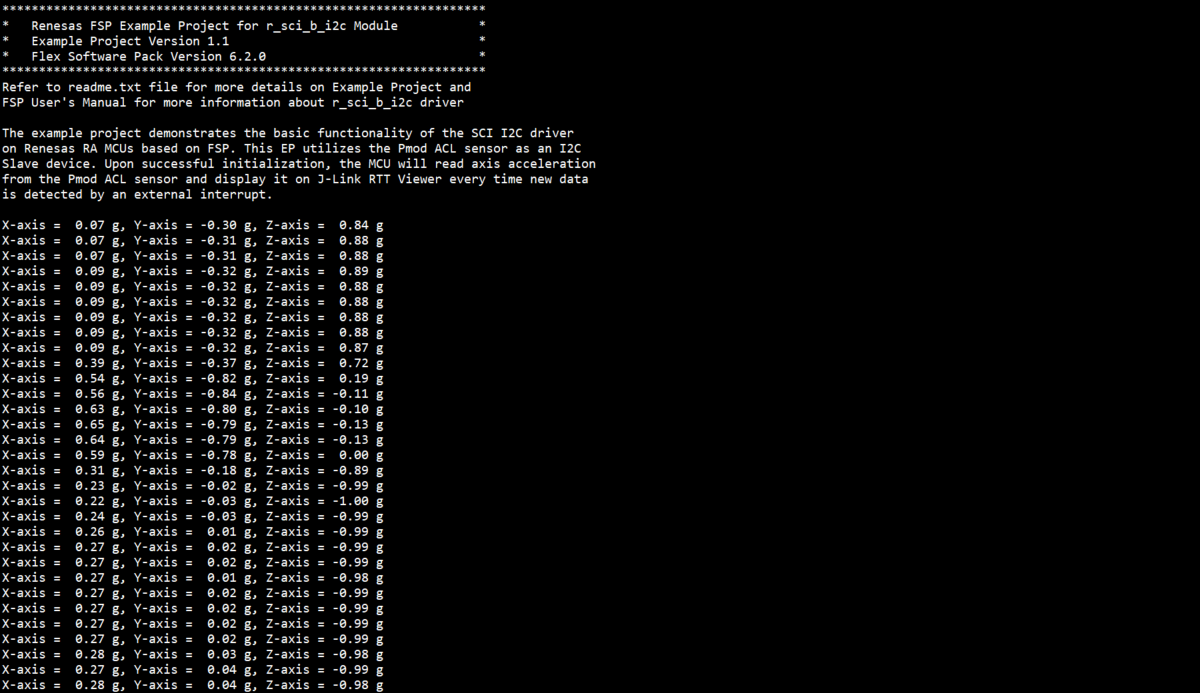 ******************************************************************
*   Renesas FSP Example Project for r_sci_b_i2c Module           *
*   Example Project Version 1.1                                  *
*   Flex Software Pack Version 6.2.0                             *
******************************************************************
Refer to readme.txt file for more details on Example Project and
FSP User's Manual for more information about r_sci_b_i2c driver

The example project demonstrates the basic functionality of the SCI I2C driver
on Renesas RA MCUs based on FSP. This EP utilizes the Pmod ACL sensor as an I2C
Slave device. Upon successful initialization, the MCU will read axis acceleration
from the Pmod ACL sensor and display it on J-Link RTT Viewer every time new data
is detected by an external interrupt.

X-axis =  0.07 g, Y-axis = -0.30 g, Z-axis =  0.84 g
X-axis =  0.07 g, Y-axis = -0.31 g, Z-axis =  0.88 g
X-axis =  0.07 g, Y-axis = -0.31 g, Z-axis =  0.88 g
X-axis =  0.09 g, Y-axis = -0.32 g, Z-axis =  0.89 g
X-axis =  0.09 g, Y-axis = -0.32 g, Z-axis =  0.88 g
X-axis =  0.09 g, Y-axis = -0.32 g, Z-axis =  0.88 g
X-axis =  0.09 g, Y-axis = -0.32 g, Z-axis =  0.88 g
X-axis =  0.09 g, Y-axis = -0.32 g, Z-axis =  0.88 g
X-axis =  0.09 g, Y-axis = -0.32 g, Z-axis =  0.87 g
X-axis =  0.39 g, Y-axis = -0.37 g, Z-axis =  0.72 g
X-axis =  0.54 g, Y-axis = -0.82 g, Z-axis =  0.19 g
X-axis =  0.56 g, Y-axis = -0.84 g, Z-axis = -0.11 g
X-axis =  0.63 g, Y-axis = -0.80 g, Z-axis = -0.10 g
X-axis =  0.65 g, Y-axis = -0.79 g, Z-axis = -0.13 g
X-axis =  0.64 g, Y-axis = -0.79 g, Z-axis = -0.13 g
X-axis =  0.59 g, Y-axis = -0.78 g, Z-axis =  0.00 g
X-axis =  0.31 g, Y-axis = -0.18 g, Z-axis = -0.89 g
X-axis =  0.23 g, Y-axis = -0.02 g, Z-axis = -0.99 g
X-axis =  0.22 g, Y-axis = -0.03 g, Z-axis = -1.00 g
X-axis =  0.24 g, Y-axis = -0.03 g, Z-axis = -0.99 g
X-axis =  0.26 g, Y-axis =  0.01 g, Z-axis = -0.99 g
X-axis =  0.27 g, Y-axis =  0.02 g, Z-axis = -0.99 g
X-axis =  0.27 g, Y-axis =  0.02 g, Z-axis = -0.99 g
X-axis =  0.27 g, Y-axis =  0.01 g, Z-axis = -0.98 g
X-axis =  0.27 g, Y-axis =  0.02 g, Z-axis = -0.99 g
X-axis =  0.27 g, Y-axis =  0.02 g, Z-axis = -0.99 g
X-axis =  0.27 g, Y-axis =  0.02 g, Z-axis = -0.99 g
X-axis =  0.27 g, Y-axis =  0.02 g, Z-axis = -0.99 g
X-axis =  0.28 g, Y-axis =  0.03 g, Z-axis = -0.98 g
X-axis =  0.27 g, Y-axis =  0.04 g, Z-axis = -0.99 g
X-axis =  0.28 g, Y-axis =  0.04 g, Z-axis = -0.98 g